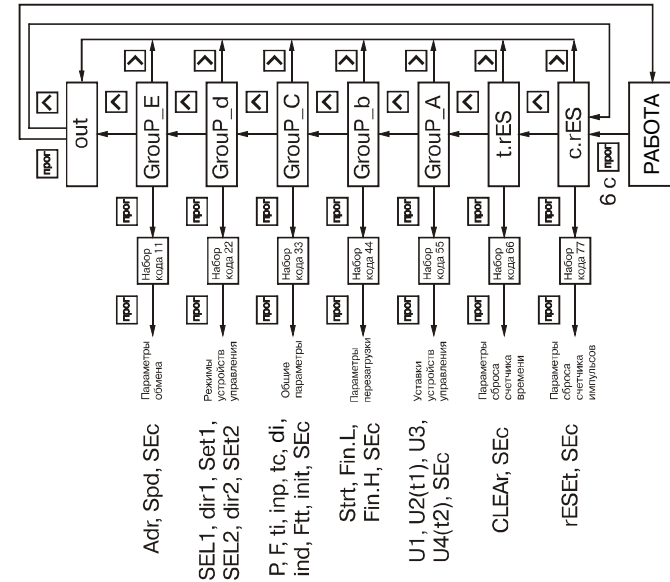 прог
out
GrouP_E
прог
Набор
кода 11
прог
Параметры
обмена
Adr, Spd, SEc
GrouP_d
прог
Набор
кода 22
прог
Режимы
устройств
управления
SEL1, dir1, Set1,
SEL2, dir2, SEt2
GrouP_C
прог
Набор
кода 33
прог
Общие
параметры
P, F, ti, inp, tc, di,
ind, Ftt, init, SEc
GrouP_b
прог
Набор
кода 44
прог
Параметры
перезагрузки
Strt, Fin.L,
Fin.H, SEc
GrouP_A
прог
Набор
кода 55
прог
Уставки
устройств
управления
U1, U2(t1), U3,
U4(t2), SEc
t.rES
прог
Набор
кода 66
прог
Параметры
сброса
счетчика
времени
CLEAr, SEc
c.rES
прог
Набор
кода 77
прог
Параметры
сброса
счетчика
импульсов
rESEt, SEc
6 с прог
РАБОТА